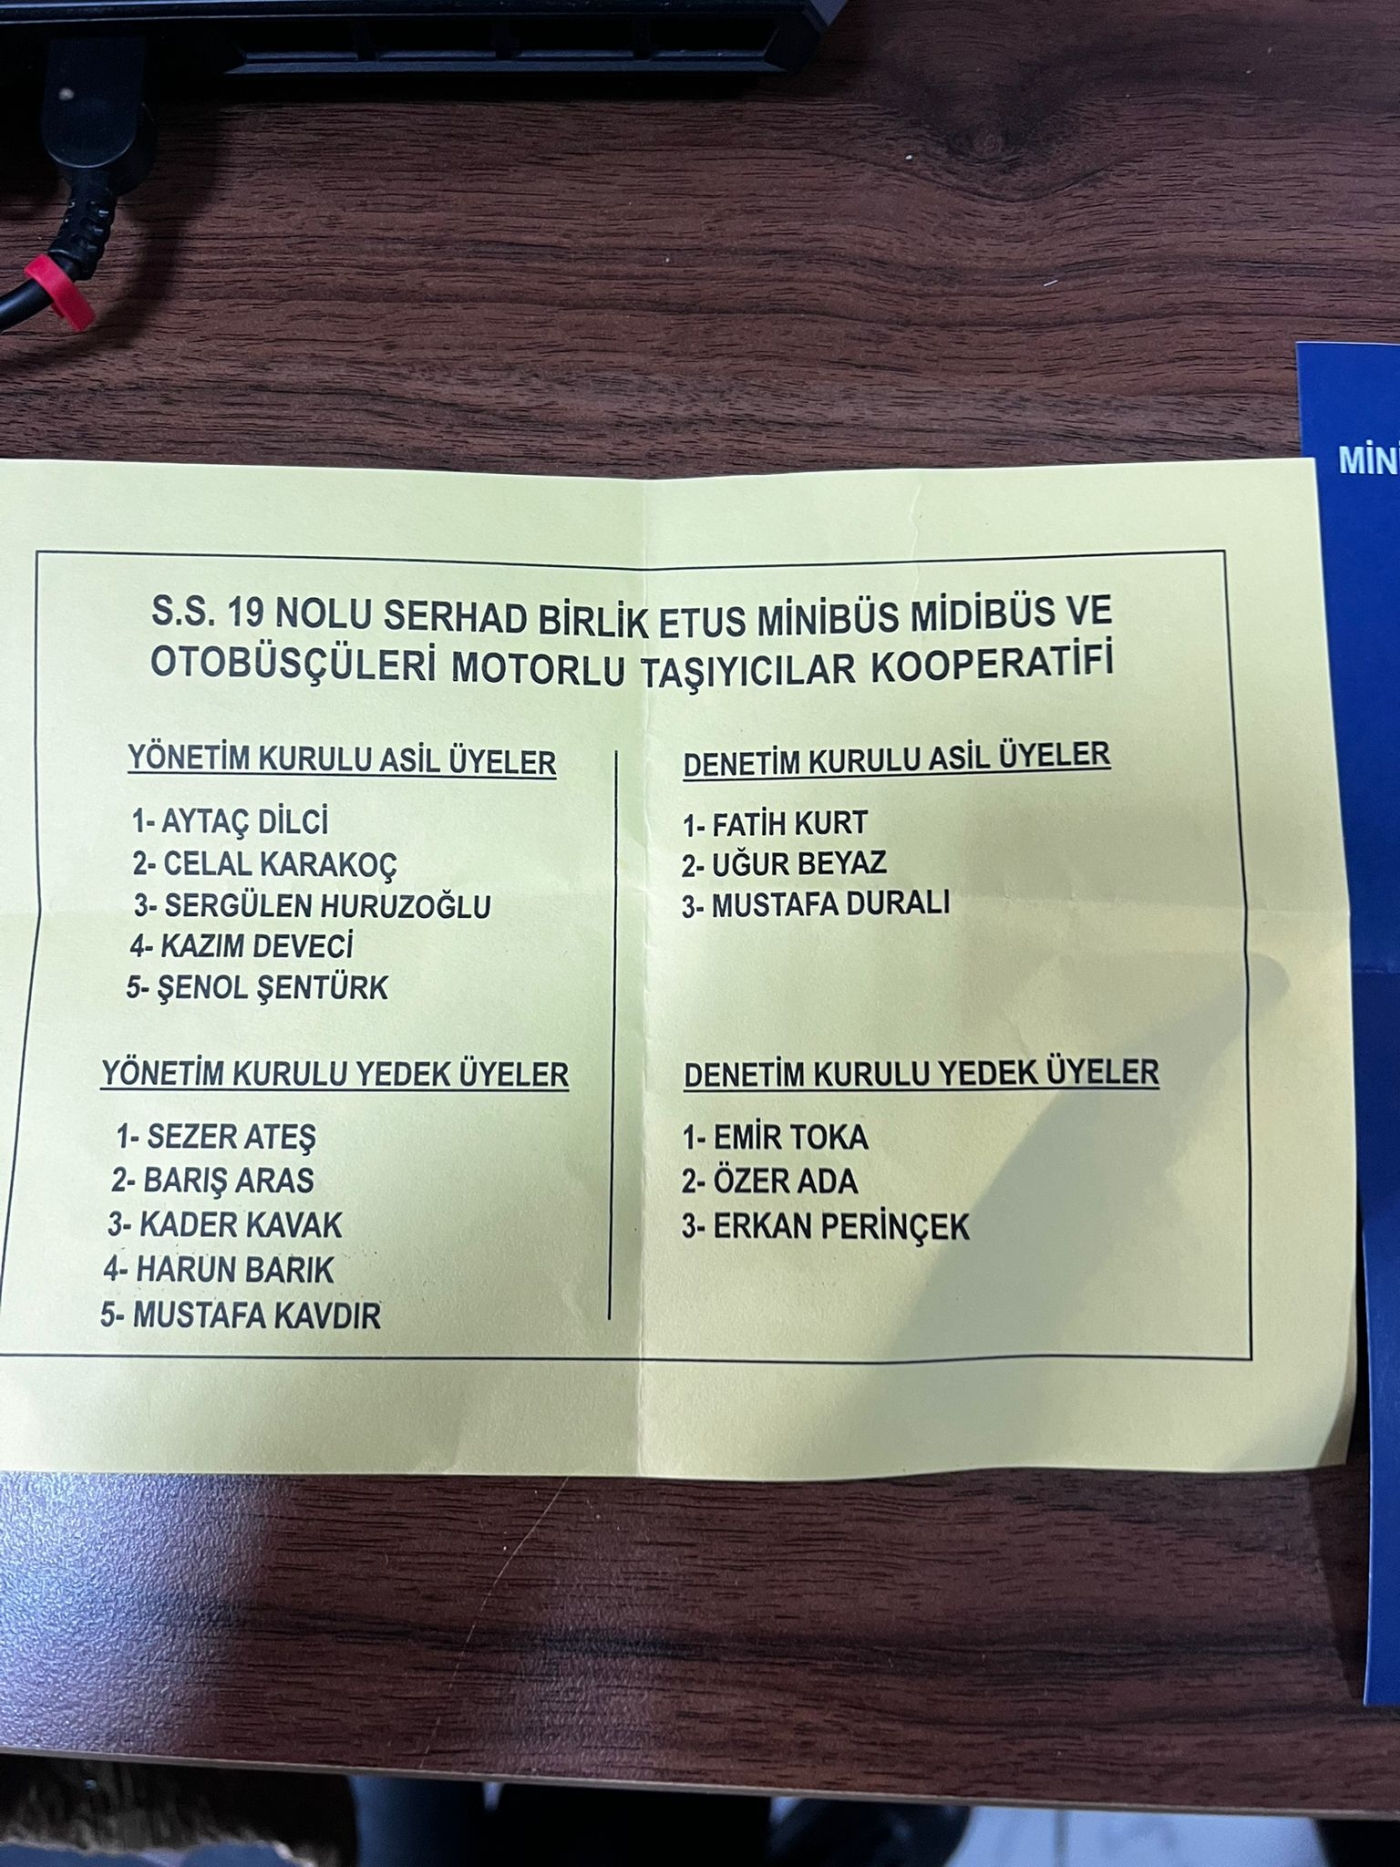 MİNİ
S.S. 19 NOLU SERHAD BİRLİK ETUS MİNİBÜS MİDİBÜS VE
OTOBÜSÇÜLERİ MOTORLU TAŞIYICILAR KOOPERATİFİ
YÖNETİM KURULU ASİL ÜYELER
1- AYTAÇ DİLCİ
2- CELAL KARAKOÇ
3- SERGÜLEN HURUZOĞLU
4- KAZIM DEVECİ
5- ŞENOL ŞENTÜRK
YÖNETİM KURULU YEDEK ÜYELER
1- SEZER ATEŞ
2- BARIŞ ARAS
3- KADER KAVAK
4- HARUN BARIK
5- MUSTAFA KAVDIR
DENETİM KURULU ASİL ÜYELER
1- FATİH KURT
2- UĞUR BEYAZ
3- MUSTAFA DURALI
DENETİM KURULU YEDEK ÜYELER
1- EMİR TOKA
2- ÖZER ADA
3- ERKAN PERİNÇEK